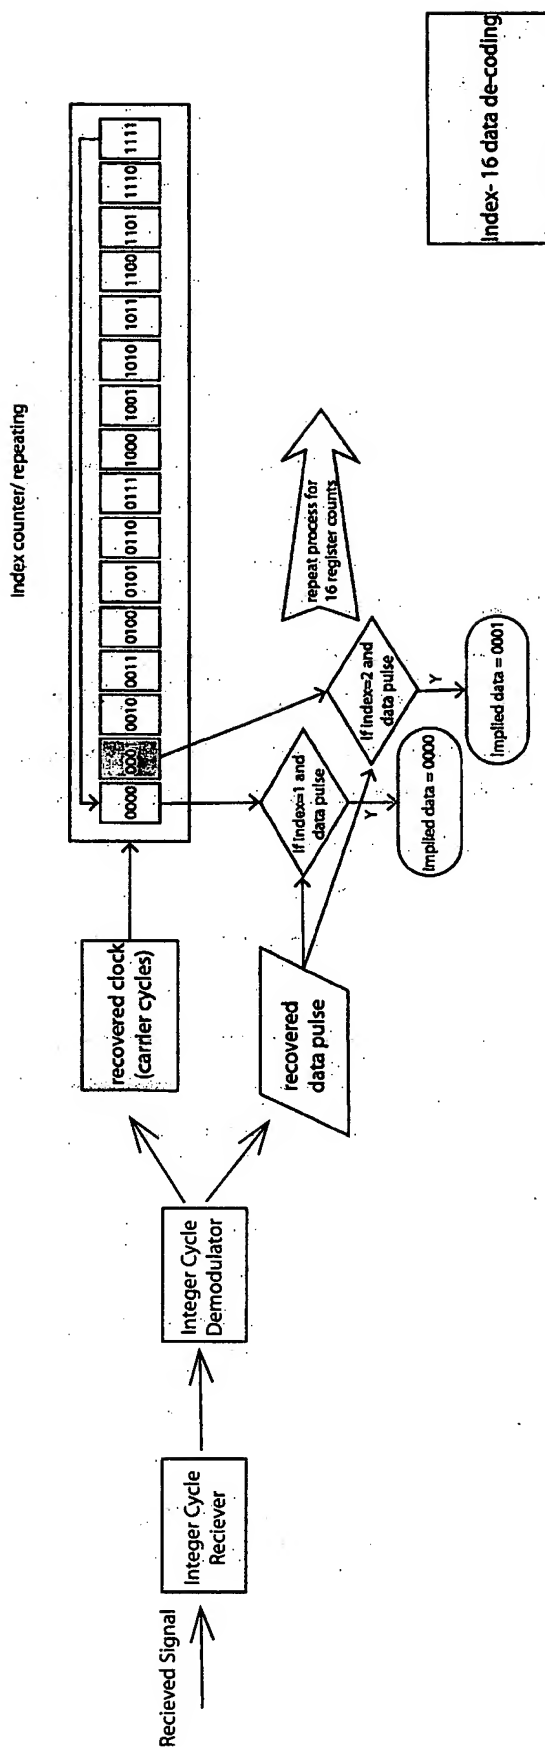 Recieved Signal
Integer Cycle
Reciever
Integer Cycle
Demodulator
recovered clock
(carrier cycles)
recovered
data pulse
Index counter/ repeating
0000
0001
0010
0011
0100
0101
0110
0111
1000
1001
1010
1011
1100
1101
1110
1111
If Index=1 and
data pulse
Y
Implied data = 0000
If Index=2 and
data pulse
Y
Implied data = 0001
repeat process for
16 register counts
Index- 16 data de-coding